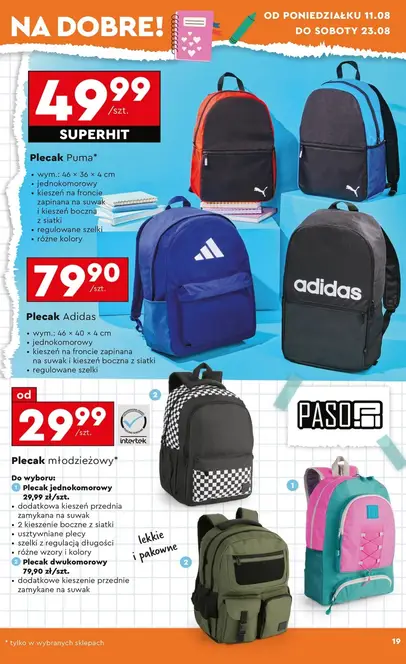 NA DOBRE!
OD PONIEDZIAŁKU 11.08
DO SOBOTY 23.08
49 99
/szt.
SUPERHIT
Plecak Puma*
• wym.: 46 × 36 × 4 cm
• jednokomorowy
• kieszeń na froncie
zapinana na suwak
i kieszeń boczna
z siatki
• regulowane szelki
• różne kolory
79 90
/szt.
Plecak Adidas
• wym.: 46 × 40 × 4 cm
• jednokomorowy
• kieszeń na froncie zapinana
na suwak i kieszeń boczna z siatki
• regulowane szelki
PUMA
PUMA
adidas
od
29 99
/szt.
intertek
Plecak młodzieżowy*
Do wyboru:
1 Plecak jednokomorowy
29,99 zł/szt.
• dodatkowa kieszeń przednia
zamykana na suwak
• 2 kieszenie boczne z siatki
• usztywniane plecy
• szelki z regulacją długości
• różne wzory i kolory
2 Plecak dwukomorowy
79,90 zł/szt.
• dodatkowe kieszenie przednie
zamykane na suwak
2
PASO
1
lekkie
i pakowne
2
* tylko w wybranych sklepach
19